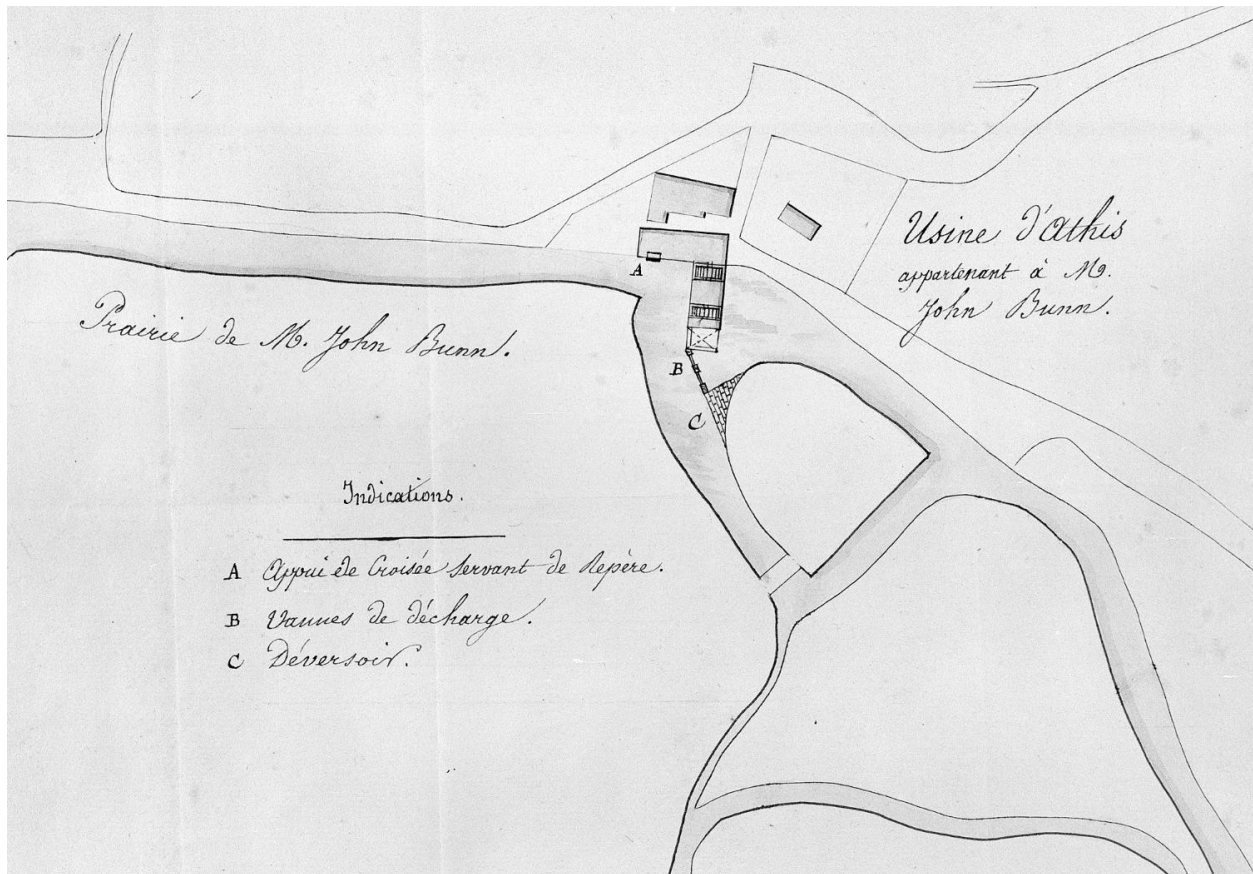 Usine d'Athis
appartenant à M.
John Bunn.
A
Prairie de M. John Bunn.
B
C
Indications.
A Appui de Croisée servant de Repère.
B Vannes de décharge.
C Déversoir.